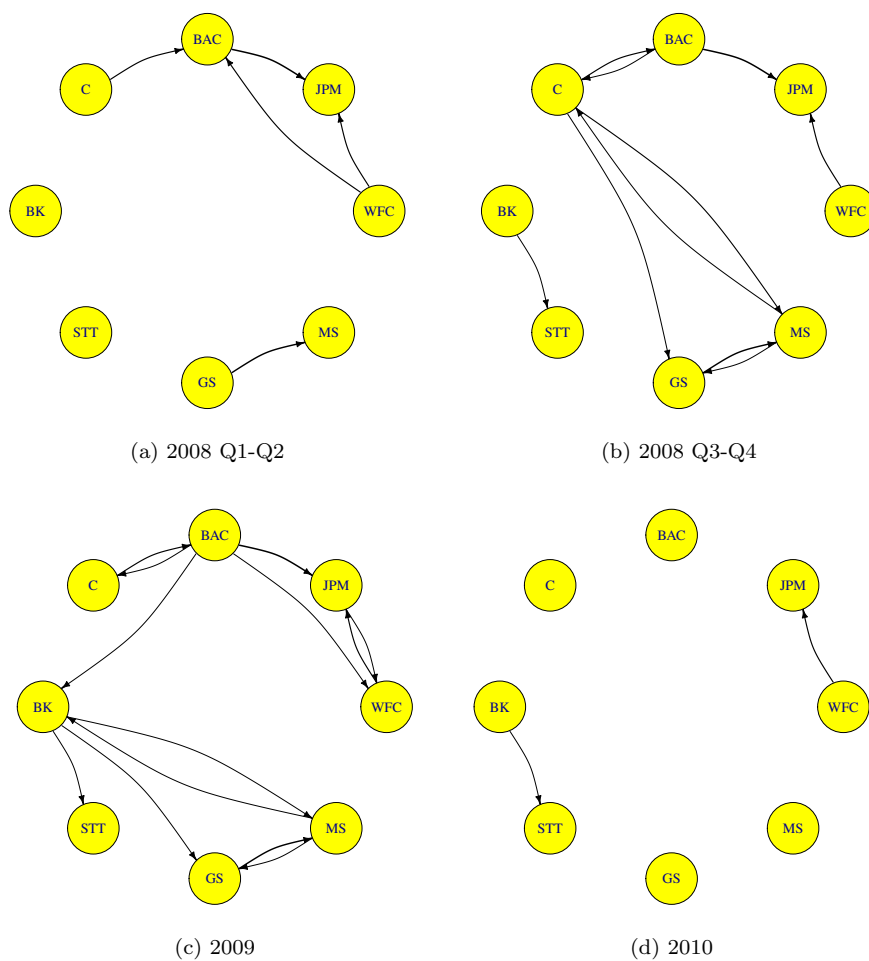 BAC
C
JPM
BK
WFC
STT
MS
GS
(a) 2008 Q1-Q2
BAC
C
JPM
BK
WFC
STT
MS
GS
(b) 2008 Q3-Q4
BAC
C
JPM
BK
WFC
STT
MS
GS
(c) 2009
BAC
C
JPM
BK
WFC
STT
MS
GS
(d) 2010